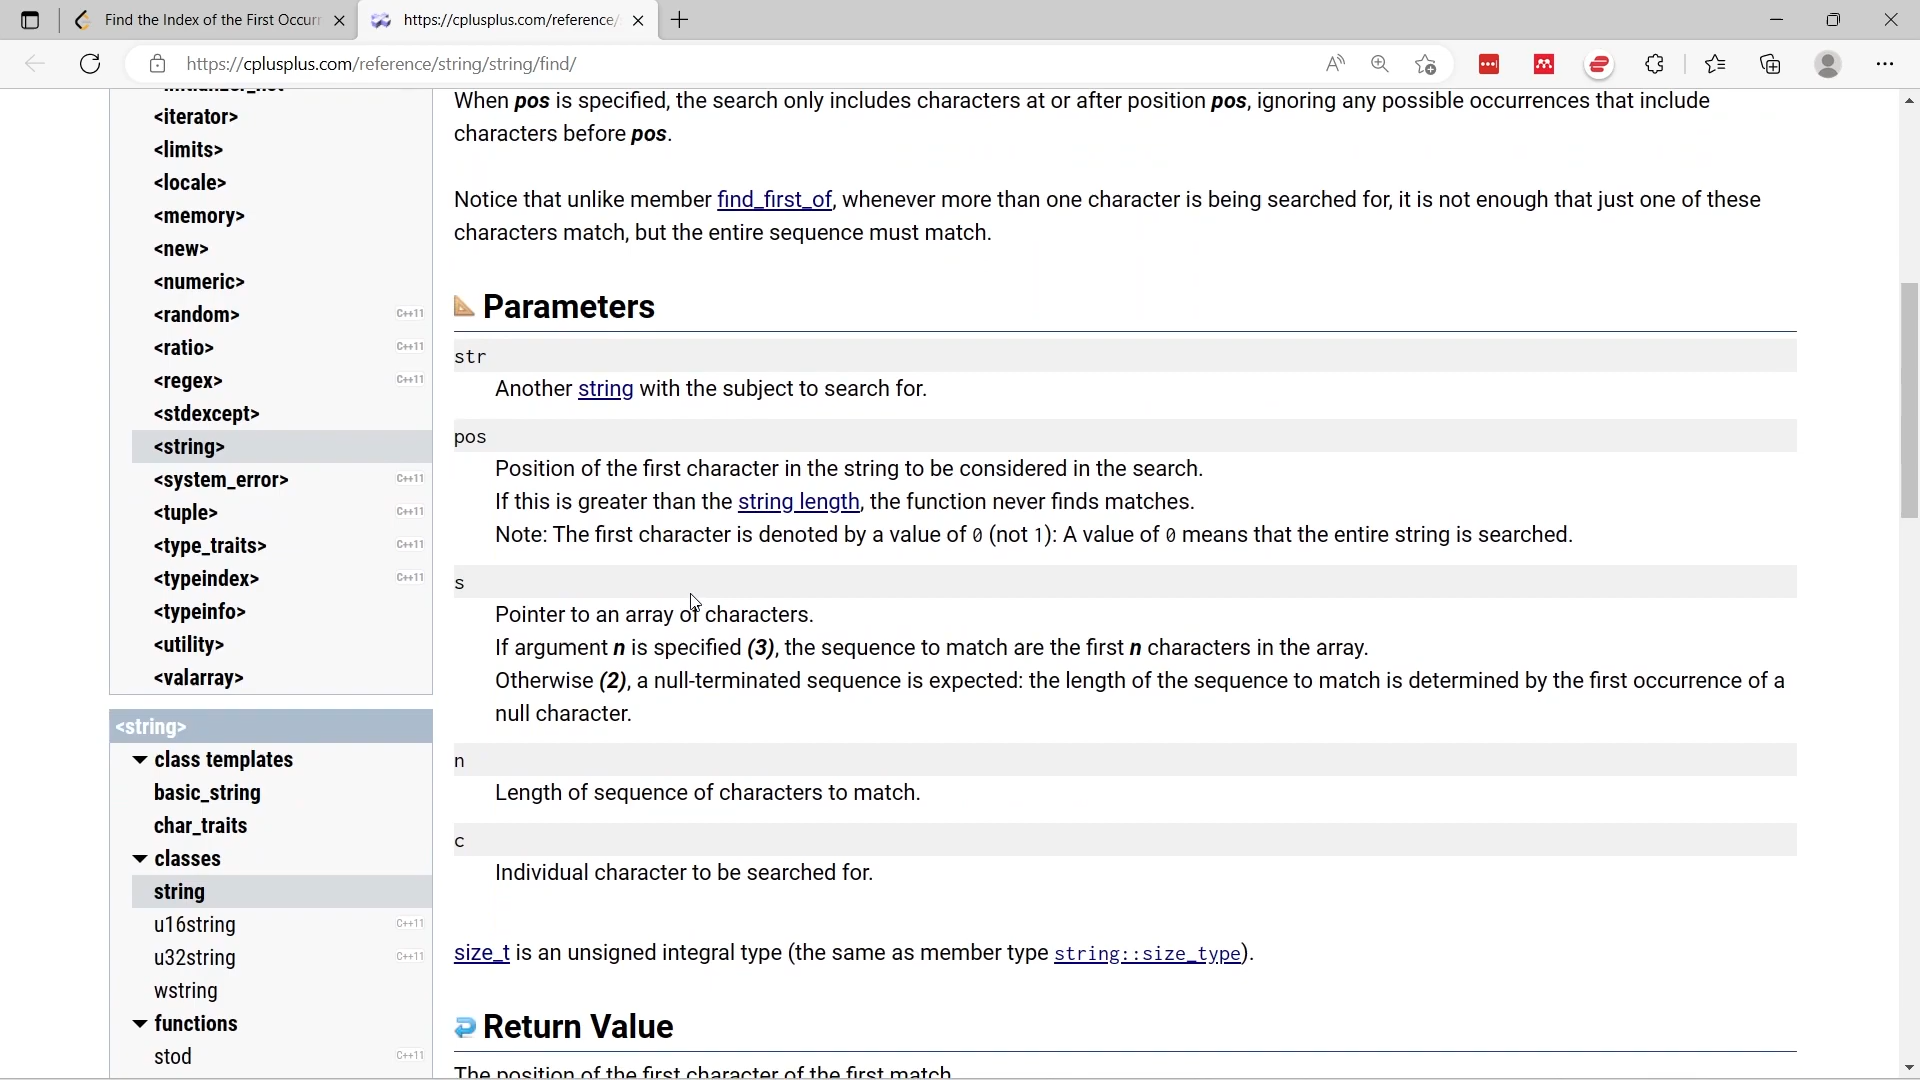 Find the Index of the First Occurr
https://cplusplus.com/reference/
https://cplusplus.com/reference/string/string/find/
<iterator>
<limits>
<locale>
<memory>
<new>
<numeric>
<random> C++11
<ratio> C++11
<regex> C++11
<stdexcept>
<string>
<system_error> C++11
<tuple> C++11
<type_traits> C++11
<typeindex> C++11
<typeinfo>
<utility>
<valarray>
<string>
class templates
basic_string
char_traits
classes
string
u16string C++11
u32string C++11
wstring
functions
stod C++11
When pos is specified, the search only includes characters at or after position pos, ignoring any possible occurrences that include
characters before pos.
Notice that unlike member find_first_of, whenever more than one character is being searched for, it is not enough that just one of these
characters match, but the entire sequence must match.
Parameters
str
Another string with the subject to search for.
pos
Position of the first character in the string to be considered in the search.
If this is greater than the string length, the function never finds matches.
Note: The first character is denoted by a value of 0 (not 1): A value of 0 means that the entire string is searched.
s
Pointer to an array of characters.
If argument n is specified (3), the sequence to match are the first n characters in the array.
Otherwise (2), a null-terminated sequence is expected: the length of the sequence to match is determined by the first occurrence of a
null character.
n
Length of sequence of characters to match.
c
Individual character to be searched for.
size_t is an unsigned integral type (the same as member type string::size_type).
Return Value
The position of the first character of the first match.